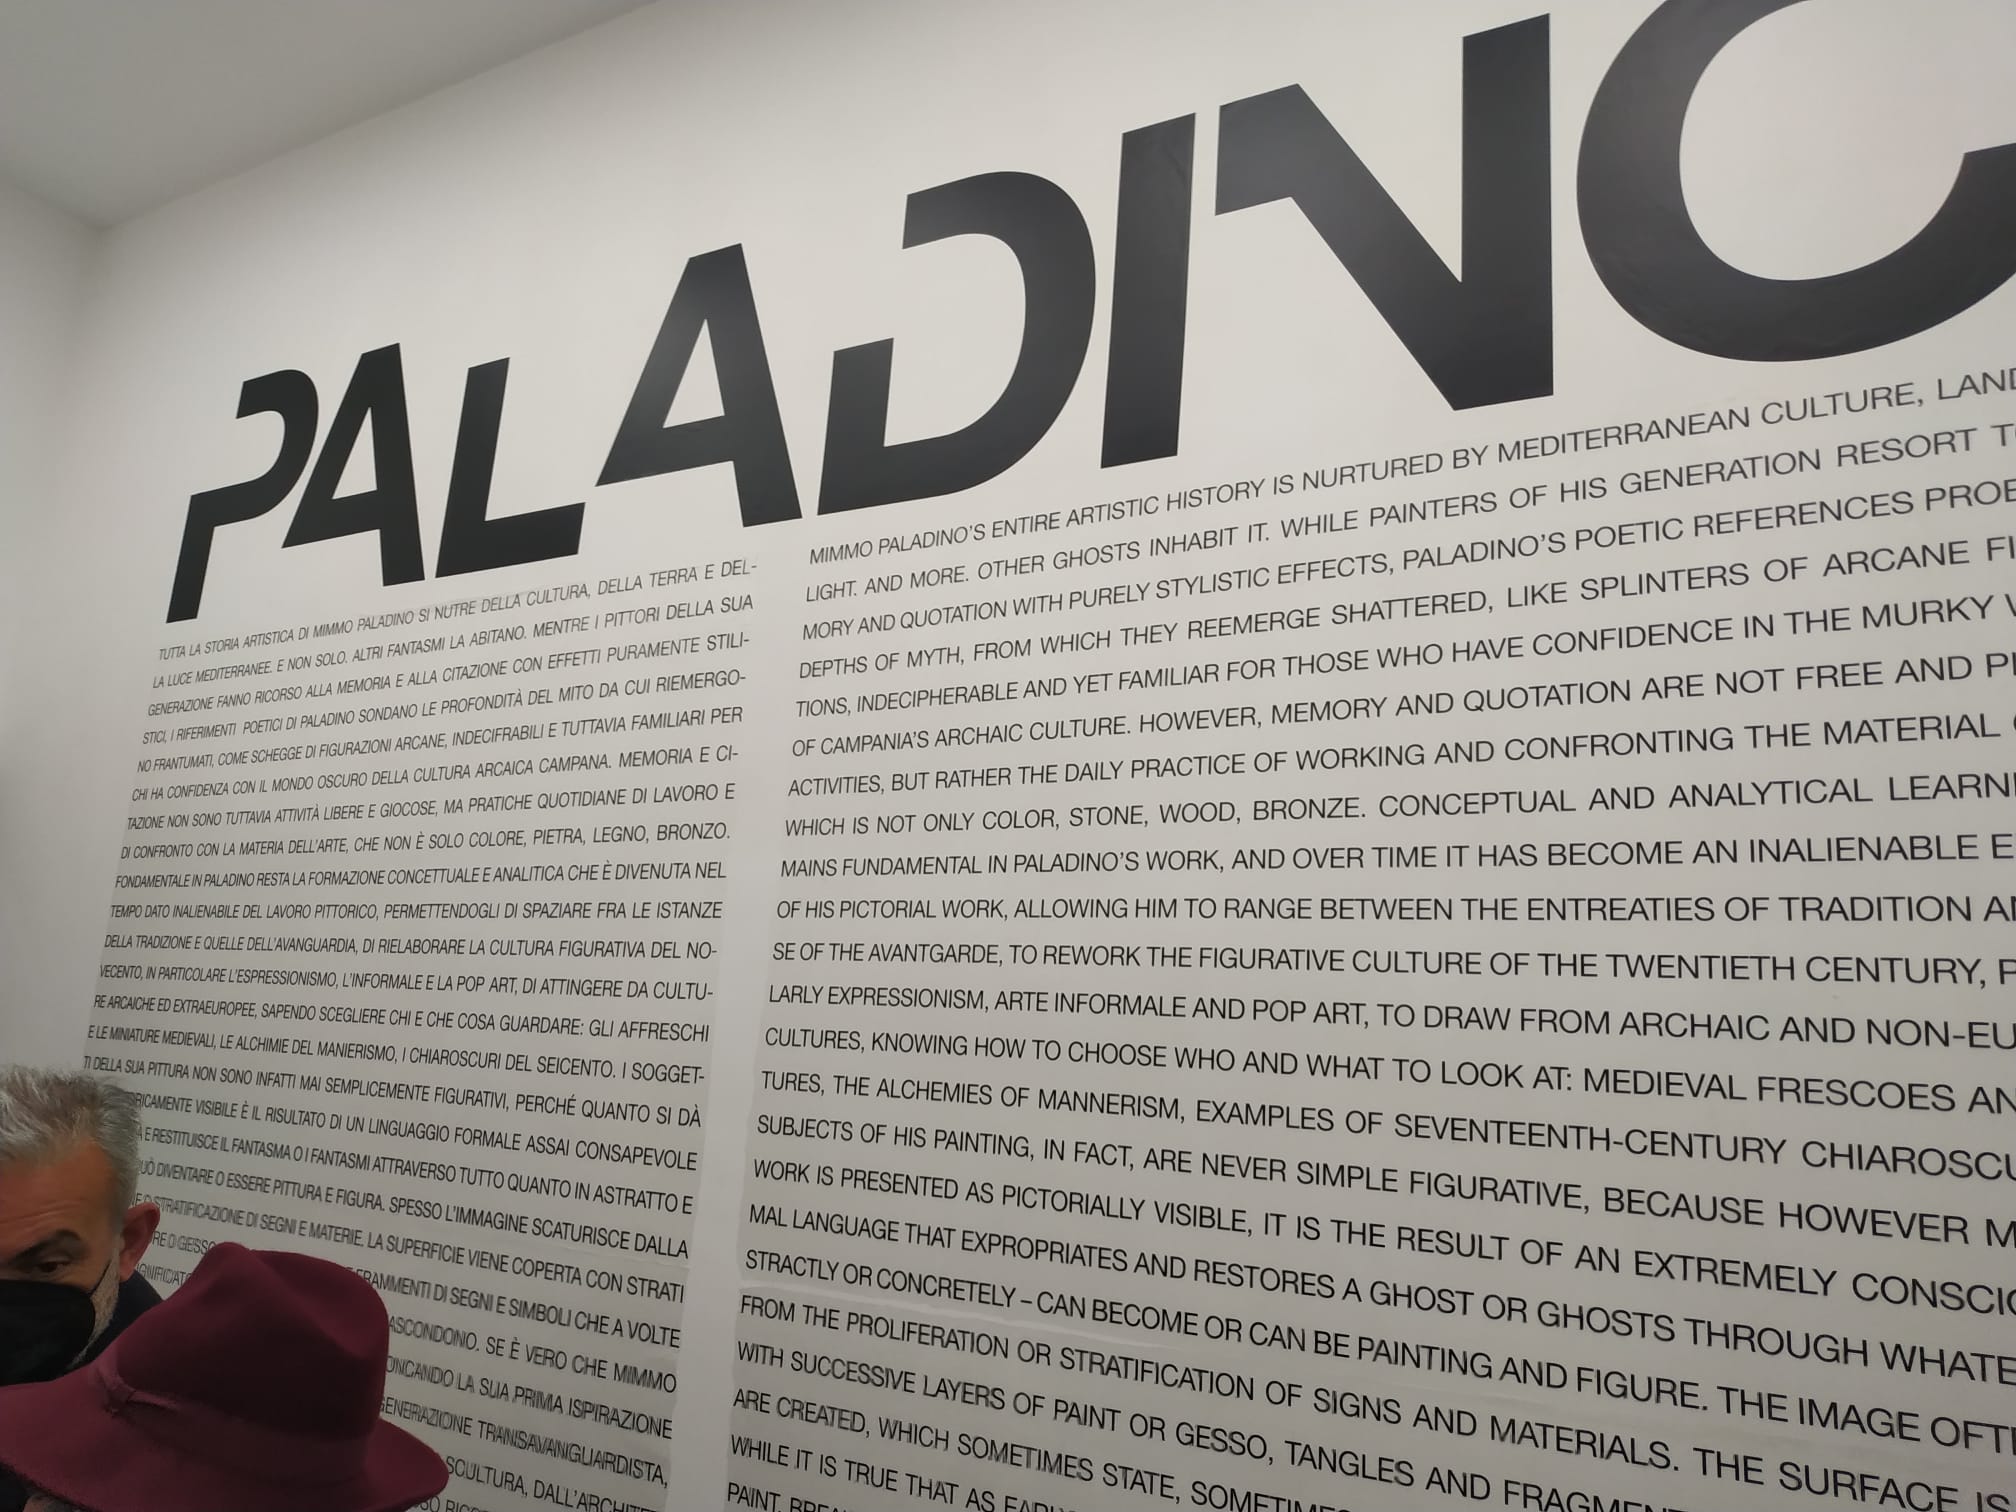 PALADINO
TUTTA LA STORIA ARTISTICA DI MIMMO PALADINO SI NUTRE DELLA CULTURA, DELLA TERRA E DEL-
LA LUCE MEDITERRANEE. E NON SOLO. ALTRI FANTASMI LA ABITANO. MENTRE I PITTORI DELLA SUA
GENERAZIONE FANNO RICORSO ALLA MEMORIA E ALLA CITAZIONE CON EFFETTI PURAMENTE STILI-
STICI, I RIFERIMENTI POETICI DI PALADINO SONDANO LE PROFONDITÀ DEL MITO DA CUI RIEMERGO-
NO FRANTUMATI, COME SCHEGGE DI FIGURAZIONI ARCANE, INDECIFRABILI E TUTTAVIA FAMILIARI PER
CHI HA CONFIDENZA CON IL MONDO OSCURO DELLA CULTURA ARCAICA CAMPANA. MEMORIA E CI-
TAZIONE NON SONO TUTTAVIA ATTIVITÀ LIBERE E GIOCOSE, MA PRATICHE QUOTIDIANE DI LAVORO E
DI CONFRONTO CON LA MATERIA DELL'ARTE, CHE NON È SOLO COLORE, PIETRA, LEGNO, BRONZO.
FONDAMENTALE IN PALADINO RESTA LA FORMAZIONE CONCETTUALE E ANALITICA CHE È DIVENUTA NEL
TEMPO DATO INALIENABILE DEL LAVORO PITTORICO, PERMETTENDOGLI DI SPAZIARE FRA LE ISTANZE
DELLA TRADIZIONE E QUELLE DELL'AVANGUARDIA, DI RIELABORARE LA CULTURA FIGURATIVA DEL NO-
VECENTO, IN PARTICOLARE L'ESPRESSIONISMO, L'INFORMALE E LA POP ART, DI ATTINGERE DA CULTU-
RE ARCAICHE ED EXTRAEUROPEE, SAPENDO SCEGLIERE CHI E CHE COSA GUARDARE: GLI AFFRESCHI
E LE MINIATURE MEDIEVALI, LE ALCHIMIE DEL MANIERISMO, I CHIAROSCURI DEL SEICENTO. I SOGGET-
TI DELLA SUA PITTURA NON SONO INFATTI MAI SEMPLICEMENTE FIGURATIVI, PERCHÉ QUANTO SI DÀ
VISIBILE È IL RISULTATO DI UN LINGUAGGIO FORMALE ASSAI CONSAPEVOLE
E RESTITUISCE IL FANTASMA O I FANTASMI ATTRAVERSO TUTTO QUANTO IN ASTRATTO E
DIVENTARE O ESSERE PITTURA E FIGURA. SPESSO L'IMMAGINE SCATURISCE DALLA
O STRATIFICAZIONE DI SEGNI E MATERIE. LA SUPERFICIE VIENE COPERTA CON STRATI
O GESSO FRAMMENTI DI SEGNI E SIMBOLI CHE A VOLTE
SE È VERO CHE MIMMO
LA SUA PRIMA ISPIRAZIONE
GENERAZIONE TRANSAVANGUARDISTA,
SCULTURA,
MIMMO PALADINO'S ENTIRE ARTISTIC HISTORY IS NURTURED BY MEDITERRANEAN CULTURE, LAND
LIGHT. AND MORE. OTHER GHOSTS INHABIT IT. WHILE PAINTERS OF HIS GENERATION RESORT TO
MORY AND QUOTATION WITH PURELY STYLISTIC EFFECTS, PALADINO'S POETIC REFERENCES PROBE
DEPTHS OF MYTH, FROM WHICH THEY REEMERGE SHATTERED, LIKE SPLINTERS OF ARCANE FI
TIONS, INDECIPHERABLE AND YET FAMILIAR FOR THOSE WHO HAVE CONFIDENCE IN THE MURKY W
OF CAMPANIA'S ARCHAIC CULTURE. HOWEVER, MEMORY AND QUOTATION ARE NOT FREE AND PL
ACTIVITIES, BUT RATHER THE DAILY PRACTICE OF WORKING AND CONFRONTING THE MATERIAL
WHICH IS NOT ONLY COLOR, STONE, WOOD, BRONZE. CONCEPTUAL AND ANALYTICAL LEARNI
MAINS FUNDAMENTAL IN PALADINO'S WORK, AND OVER TIME IT HAS BECOME AN INALIENABLE E
OF HIS PICTORIAL WORK, ALLOWING HIM TO RANGE BETWEEN THE ENTREATIES OF TRADITION AN
SE OF THE AVANTGARDE, TO REWORK THE FIGURATIVE CULTURE OF THE TWENTIETH CENTURY, P
LARLY EXPRESSIONISM, ARTE INFORMALE AND POP ART, TO DRAW FROM ARCHAIC AND NON-EU
CULTURES, KNOWING HOW TO CHOOSE WHO AND WHAT TO LOOK AT: MEDIEVAL FRESCOES AN
TURES, THE ALCHEMIES OF MANNERISM, EXAMPLES OF SEVENTEENTH-CENTURY CHIAROSCU
SUBJECTS OF HIS PAINTING, IN FACT, ARE NEVER SIMPLE FIGURATIVE, BECAUSE HOWEVER M
WORK IS PRESENTED AS PICTORIALLY VISIBLE, IT IS THE RESULT OF AN EXTREMELY CONSCIO
MAL LANGUAGE THAT EXPROPRIATES AND RESTORES A GHOST OR GHOSTS THROUGH WHATE
STRACTLY OR CONCRETELY – CAN BECOME OR CAN BE PAINTING AND FIGURE. THE IMAGE OFTE
FROM THE PROLIFERATION OR STRATIFICATION OF SIGNS AND MATERIALS. THE SURFACE IS
WITH SUCCESSIVE LAYERS OF PAINT OR GESSO, TANGLES AND FRAGMENT
ARE CREATED, WHICH SOMETIMES STATE, SOMETIMES
WHILE IT IS TRUE THAT AS
PAINT,